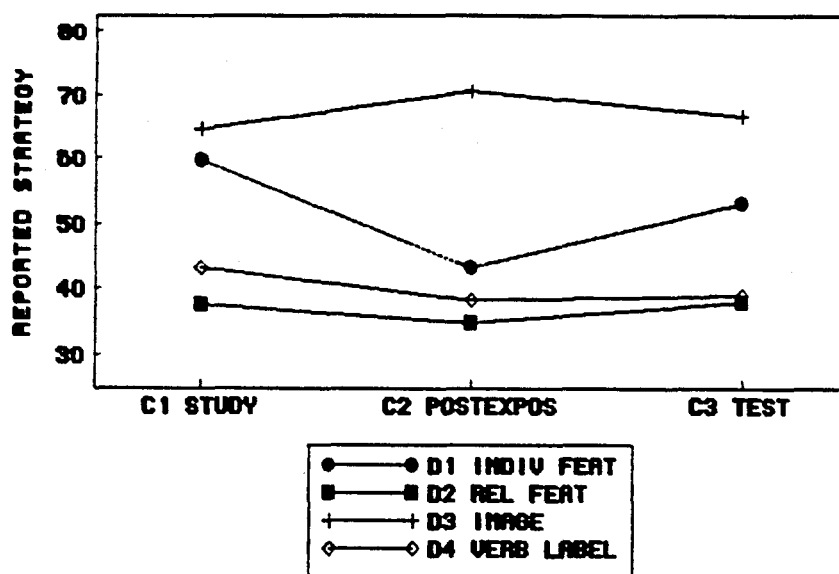 80
70
60
50
40
30
REPORTED STRATEGY
C1 STUDY C2 POSTEXPOS C3 TEST
D1 INDIV FEAT
D2 REL FEAT
D3 IMAGE
D4 VERB LABEL